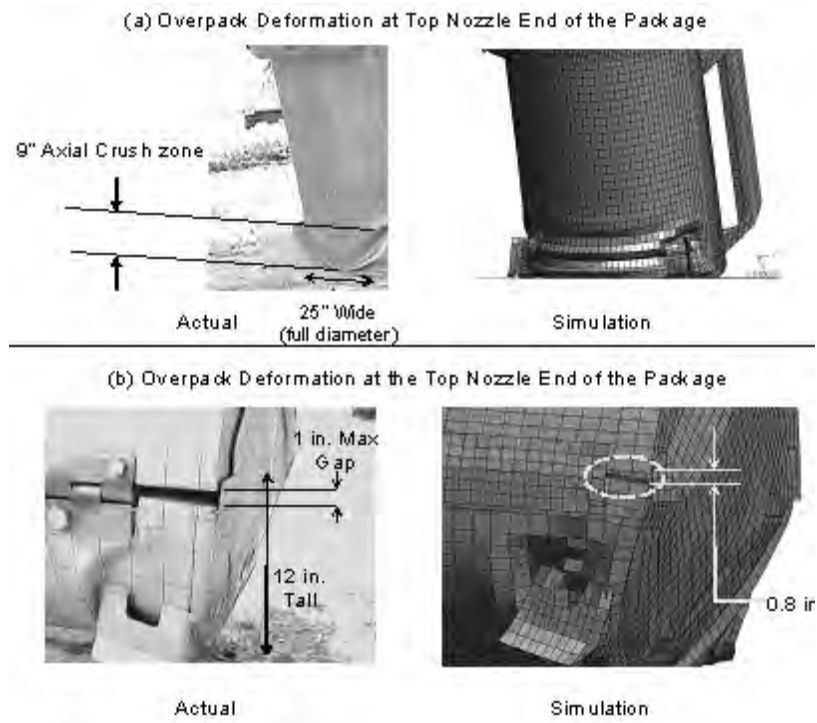 (a) Overpack Deformation at Top Nozzle End of the Package
9" Axial Crush zone
25" Wide
(full diameter)
Actual
Simulation
(b) Overpack Deformation at the Top Nozzle End of the Package
1 in. Max
Gap
12 in.
Tall
0.8 in
Actual
Simulation